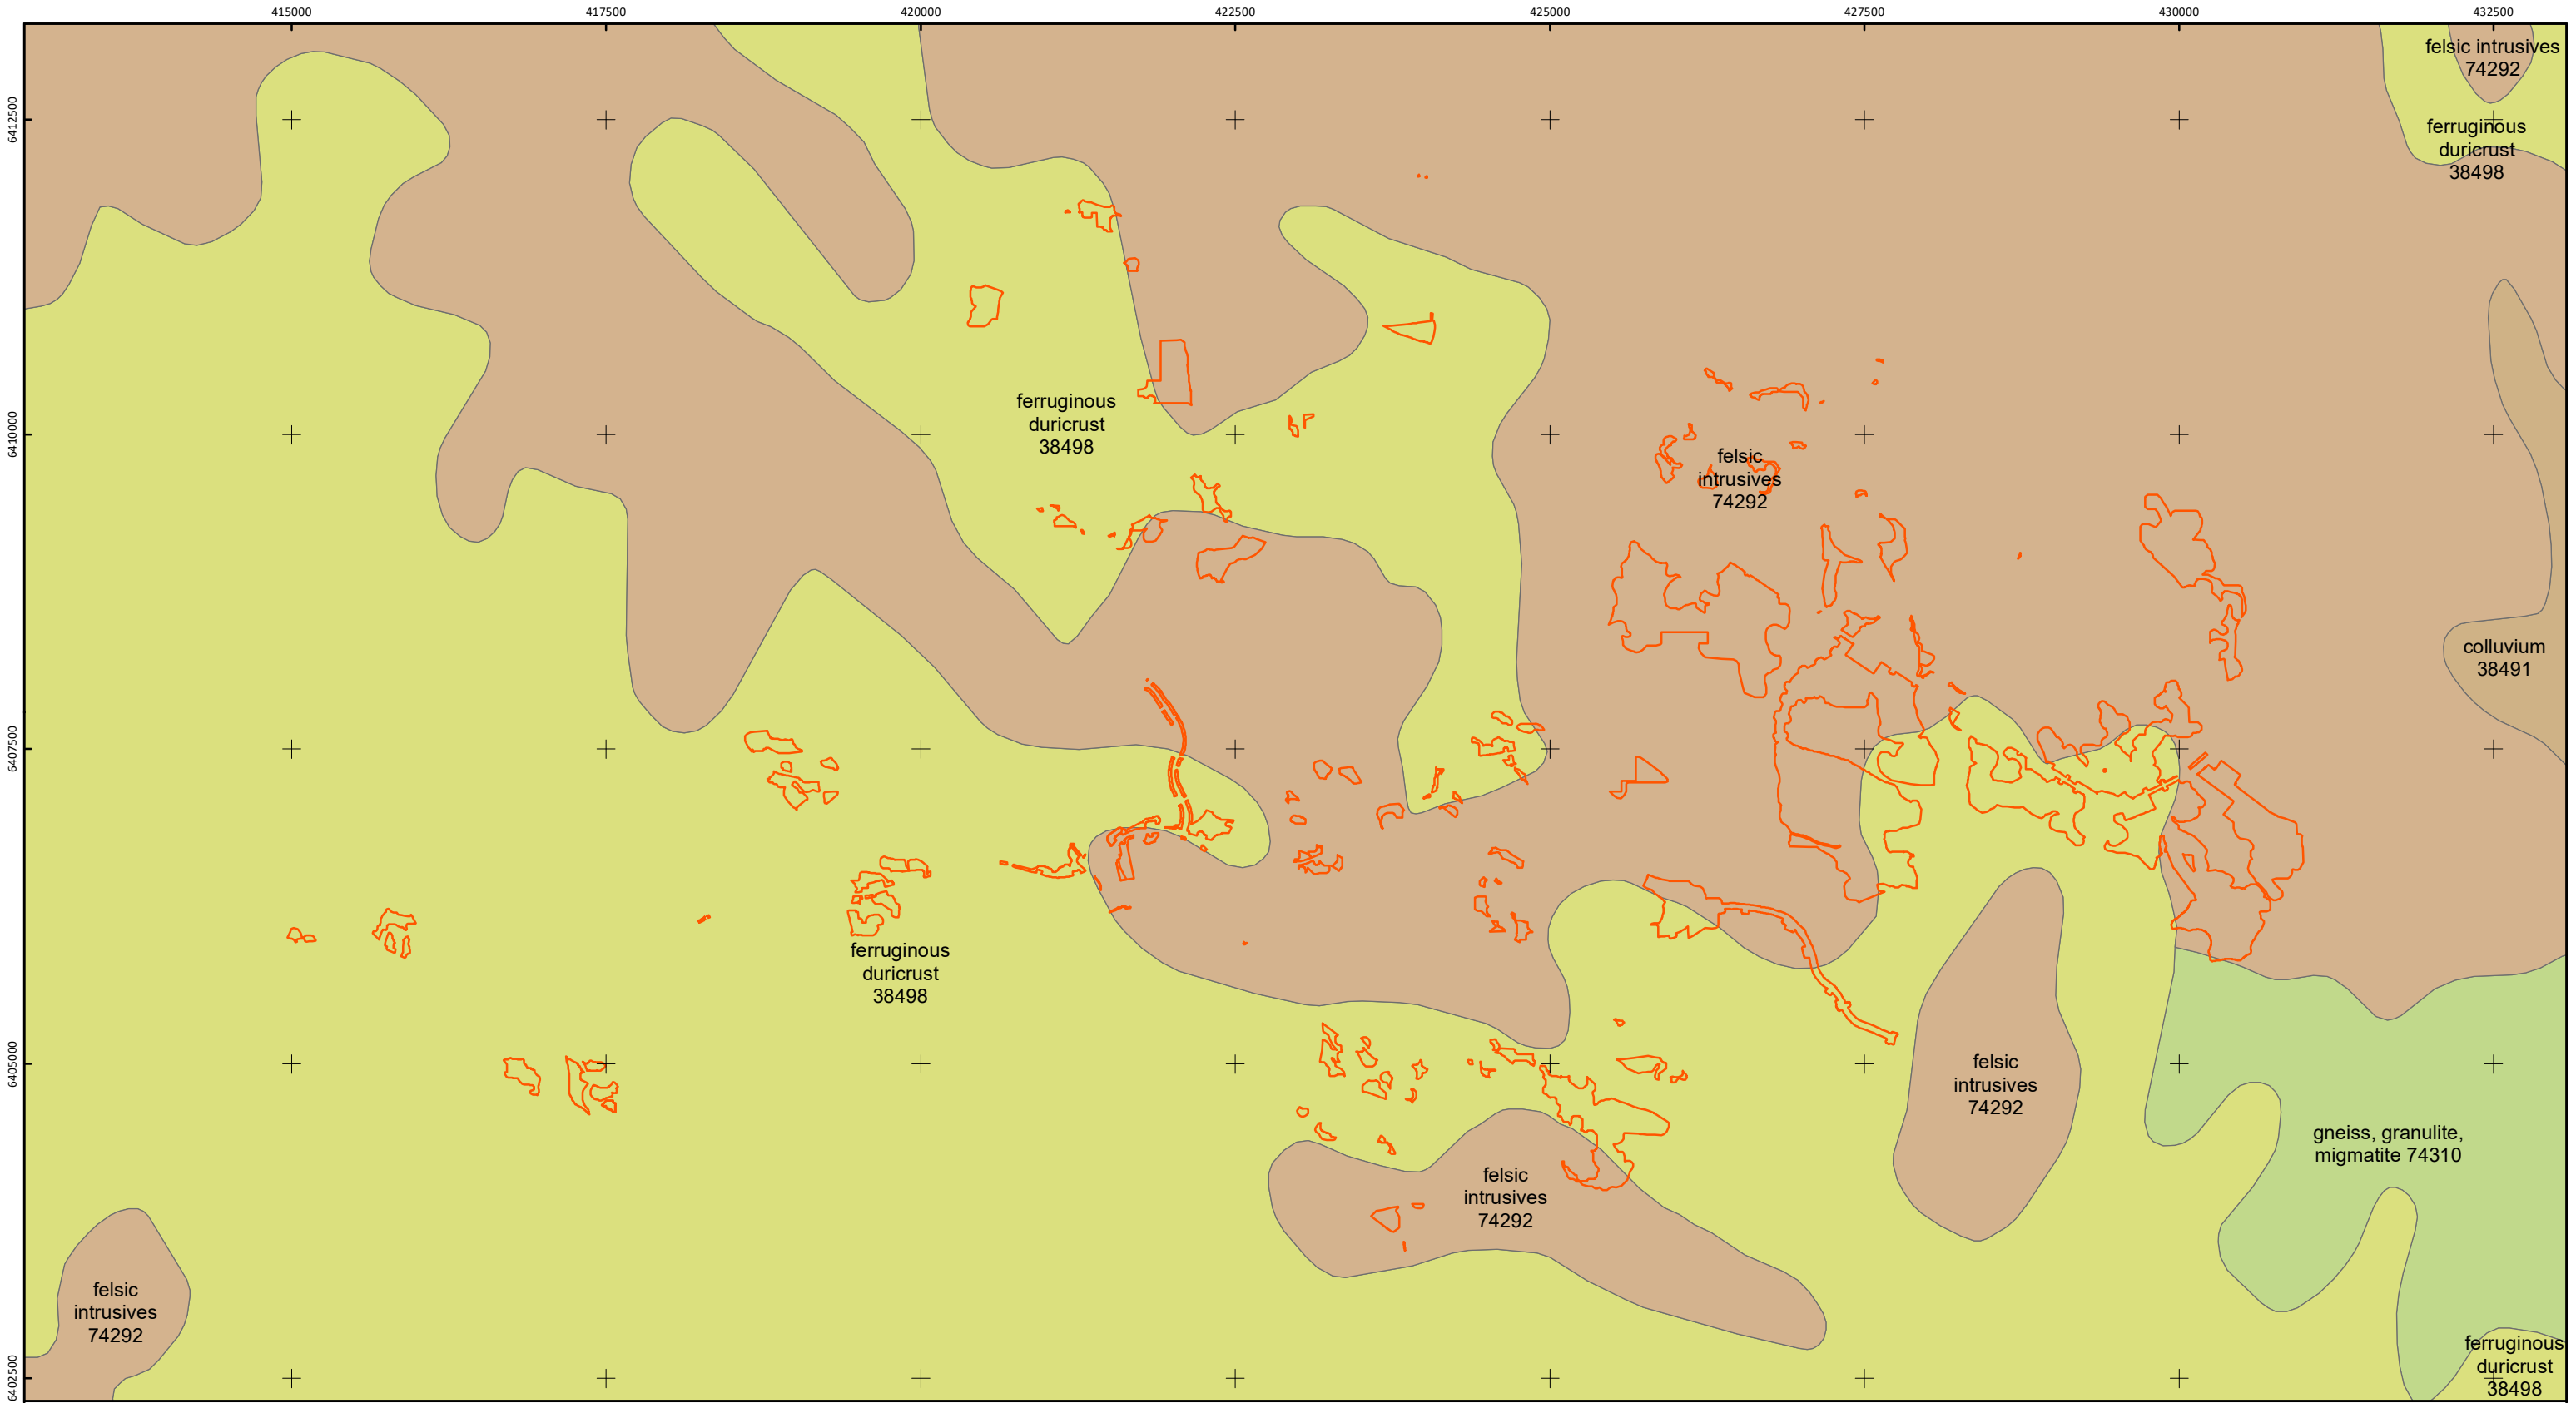 415000
417500
420000
422500
425000
427500
430000
432500
felsic intrusives
74292
6412500
ferruginous
duricrust
38498
ferruginous
duricrust
38498
6410000
felsic
intrusives
74292
colluvium
38491
6407500
ferruginous
duricrust
38498
6405000
felsic
intrusives
74292
gneiss, granulite,
migmatite 74310
felsic
intrusives
74292
felsic
intrusives
74292
ferruginous
duricrust
38498
6402500